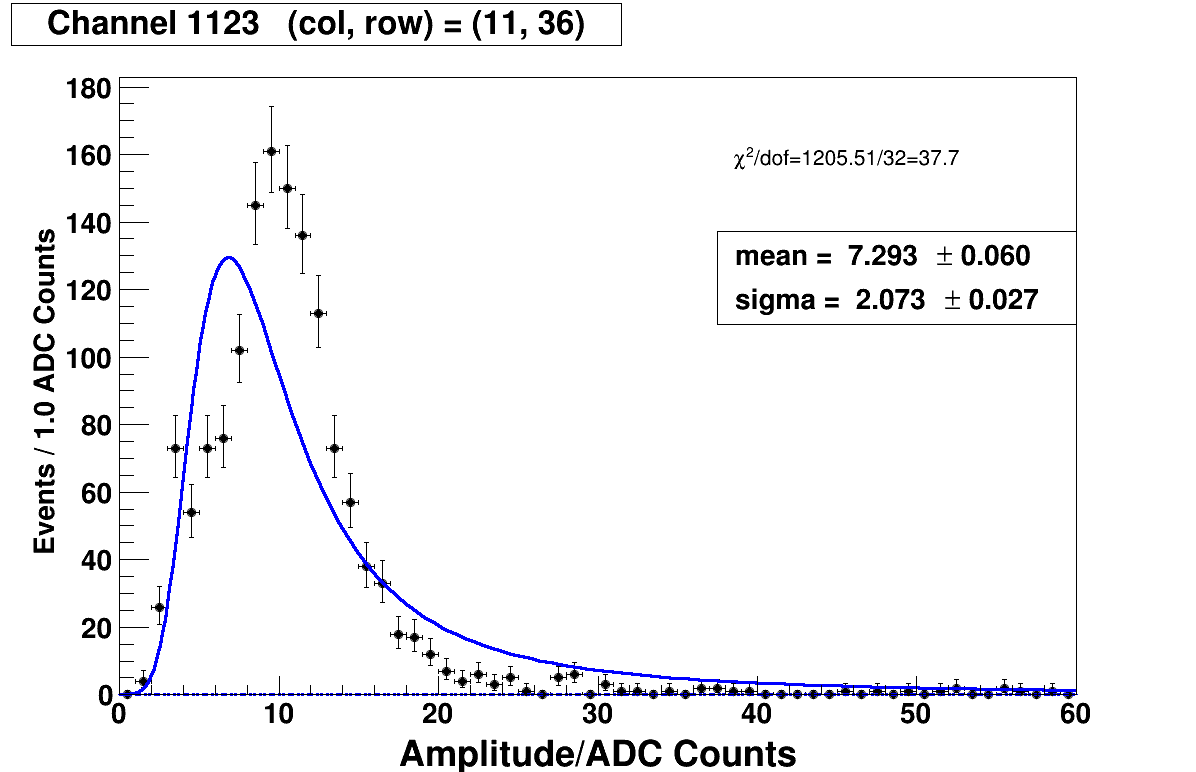 Channel 1123 (col, row) = (11, 36)
180
160
140
120
100
80
60
40
20
0
Events / 1.0 ADC Counts
χ²/dof=1205.51/32=37.7
mean = 7.293 ± 0.060
sigma = 2.073 ± 0.027
0 10 20 30 40 50 60
Amplitude/ADC Counts